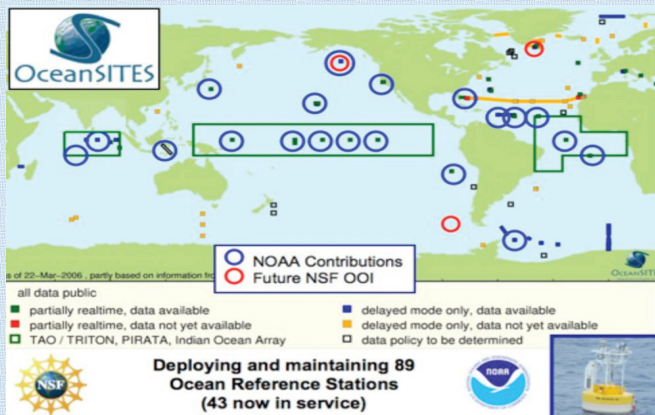 OceanSITES
NOAA Contributions
Future NSF OOI
s of 22-Mar-2006 , partly based on information fro
OceanSITES
all data public
partially realtime, data available
delayed mode only, data available
partially realtime, data not yet available
delayed mode only, data not yet available
TAO / TRITON, PIRATA, Indian Ocean Array
data policy to be determined
NSF
Deploying and maintaining 89
Ocean Reference Stations
(43 now in service)
NOAA